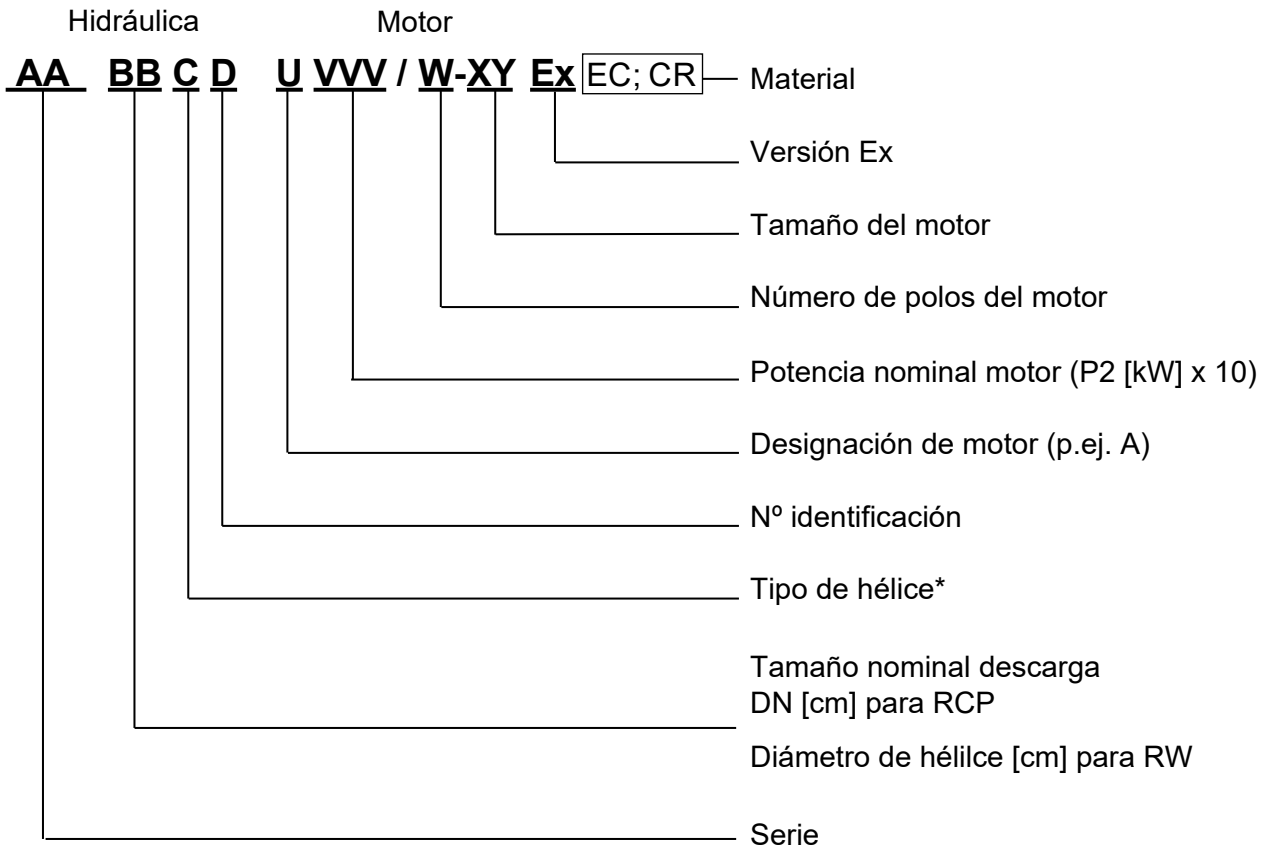 Hidráulica Motor
AA BB C D U VVV / W-XY Ex EC; CR Material
Versión Ex
Tamaño del motor
Número de polos del motor
Potencia nominal motor (P2 [kW] x 10)
Designación de motor (p.ej. A)
Nº identificación
Tipo de hélice*
Tamaño nominal descarga
DN [cm] para RCP
Diámetro de hélilce [cm] para RW
Serie